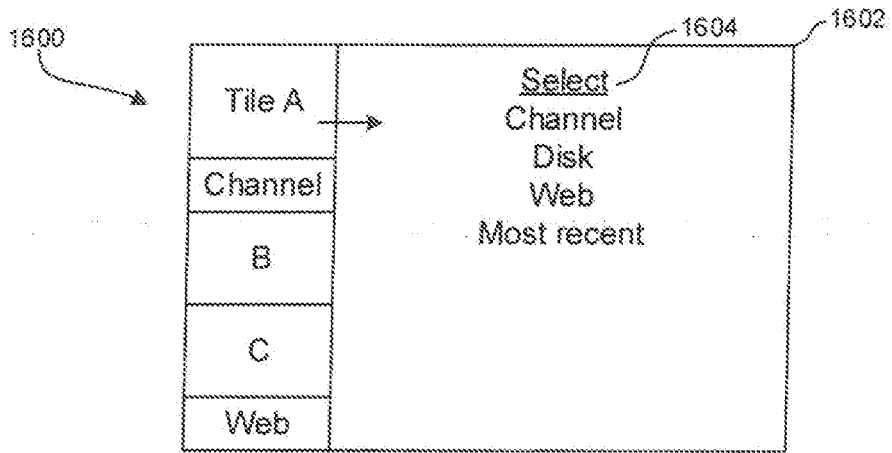 1600
1604
1602
Tile A
Channel
B
C
Web
Select
Channel
Disk
Web
Most recent